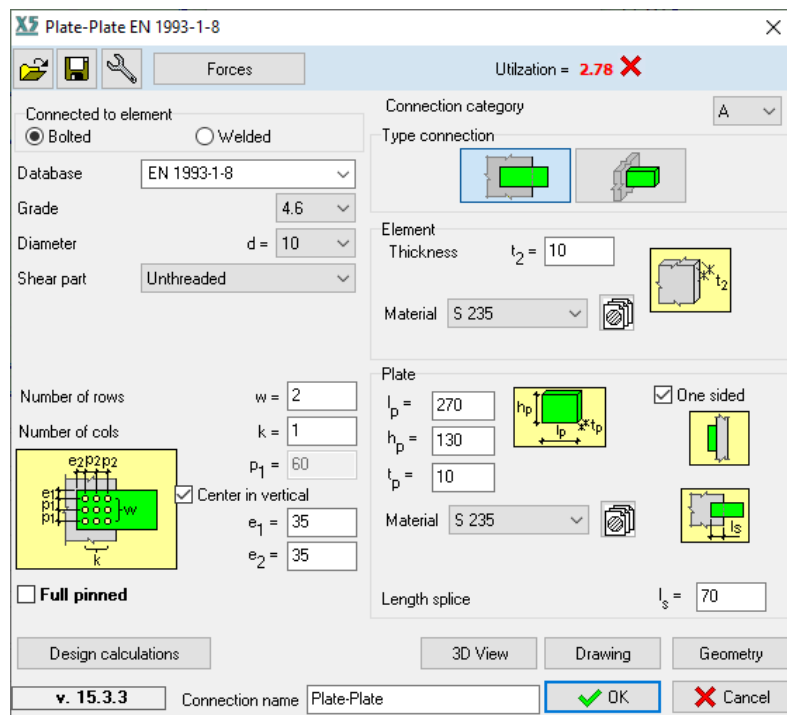 X5 Plate-Plate EN 1993-1-8
Forces
Utilzation = 2.78
Connected to element
Bolted
Welded
Database EN 1993-1-8
Grade 4.6
Diameter d = 10
Shear part Unthreaded
Number of rows w = 2
Number of cols k = 1
p1 = 60
Center in vertical
e1 = 35
e2 = 35
e2 p2 p2
e1
p1
p1
w
k
Full pinned
Connection category A
Type connection
Element
Thickness t2 = 10
t2
Material S 235
Plate
lp = 270
hp = 130
tp = 10
hp
lp
tp
One sided
Material S 235
ls
Length splice ls = 70
Design calculations
3D View
Drawing
Geometry
v. 15.3.3
Connection name Plate-Plate
OK
Cancel